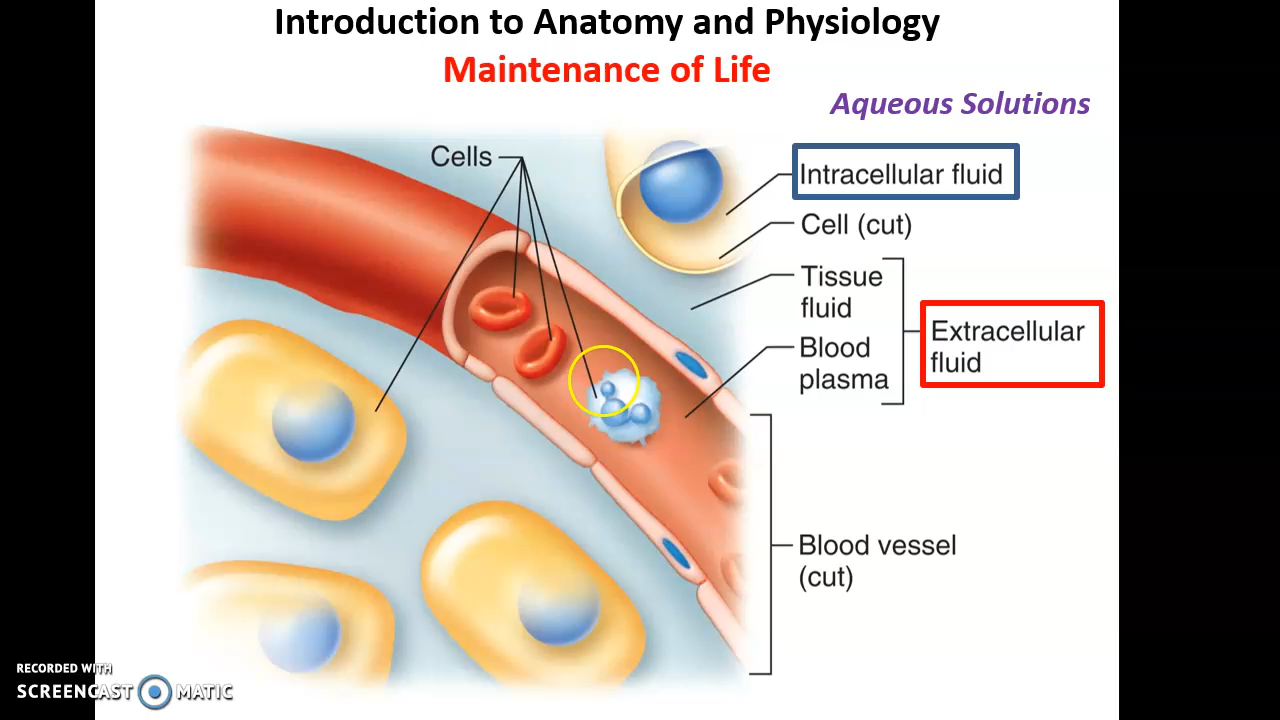 Introduction to Anatomy and Physiology
Maintenance of Life
Aqueous Solutions
Cells
Intracellular fluid
Cell (cut)
Tissue
fluid
Blood
plasma
Extracellular
fluid
Blood vessel
(cut)
RECORDED WITH
SCREENCAST MATIC